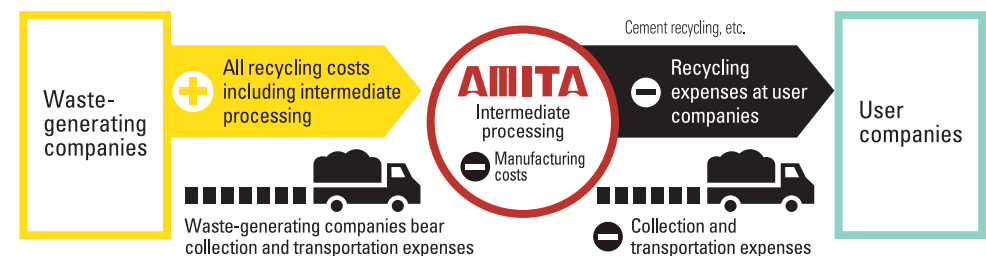 Waste-
generating
companies
All recycling costs
including intermediate
processing
Waste-generating companies bear
collection and transportation expenses
AMITA
Intermediate
processing
Manufacturing
costs
Cement recycling, etc.
Recycling
expenses at user
companies
Collection and
transportation expenses
User
companies